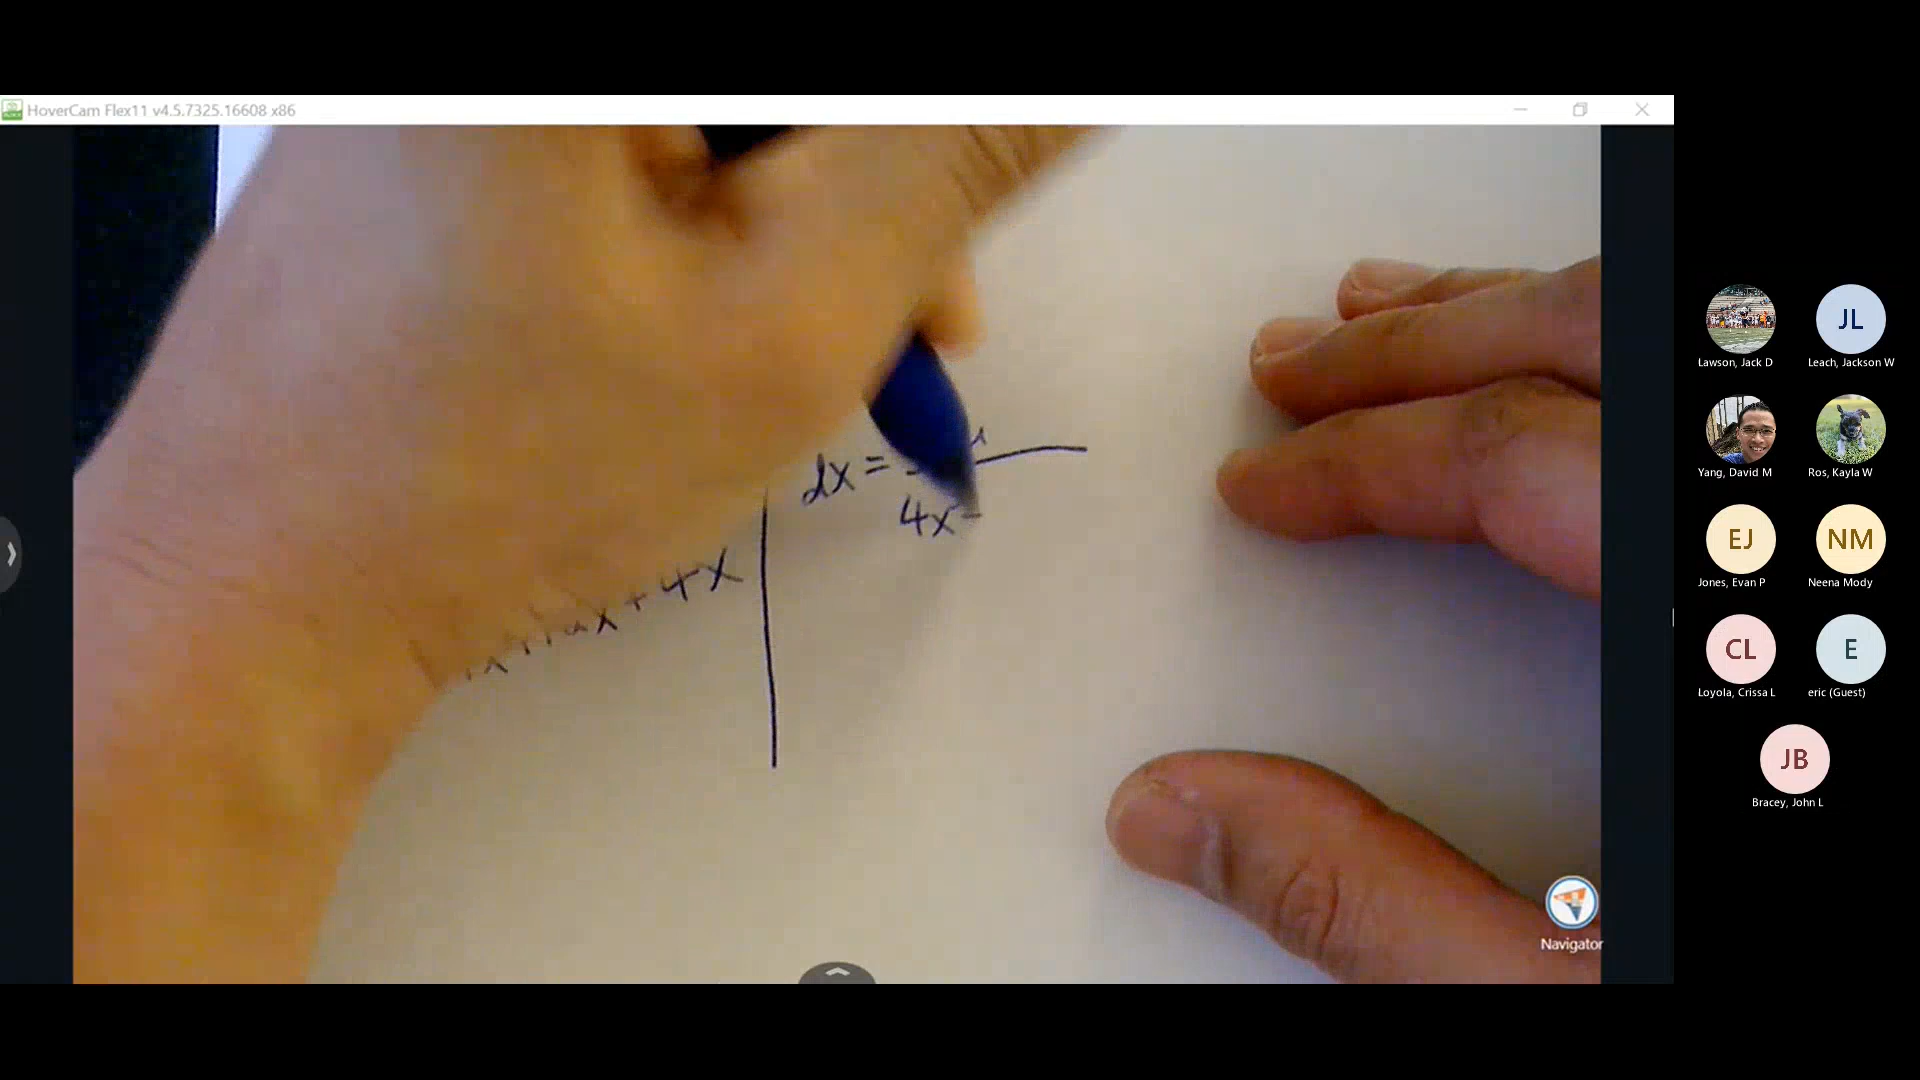 HoverCam Flex11 v4.5.7325.16608 x86
dx =
4x -
x + 4x
Navigator
JL
Lawson, Jack D
Leach, Jackson W
Yang, David M
Ros, Kayla W
EJ
NM
Jones, Evan P
Neena Mody
CL
E
Loyola, Crissa L
eric (Guest)
JB
Bracey, John L